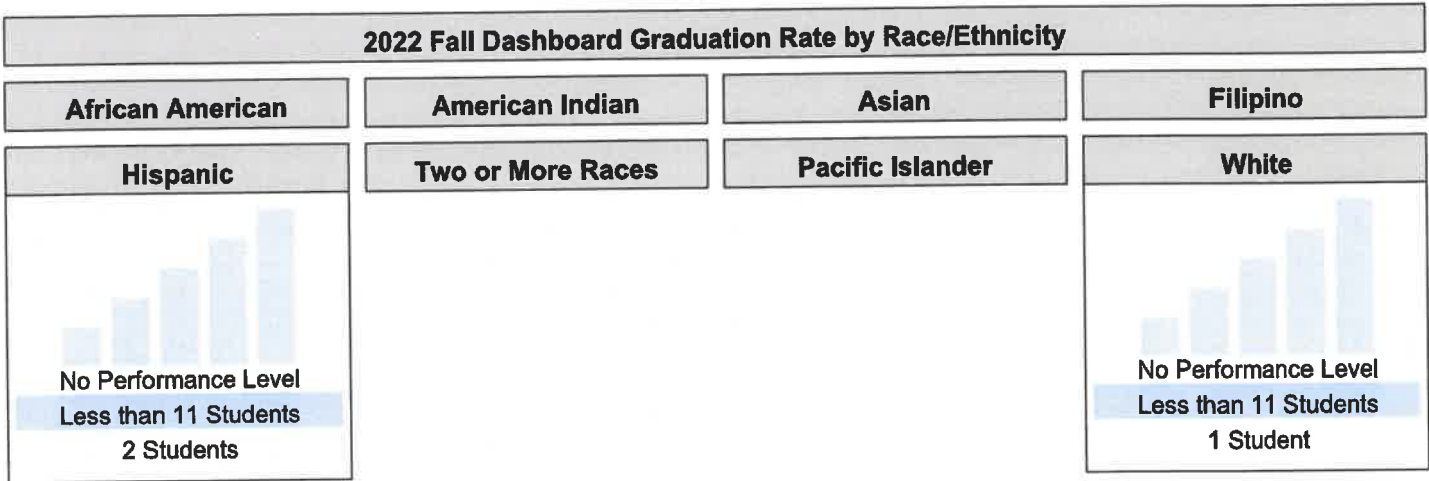 2022 Fall Dashboard Graduation Rate by Race/Ethnicity
African American
American Indian
Asian
Filipino
Hispanic
Two or More Races
Pacific Islander
White
No Performance Level
Less than 11 Students
2 Students
No Performance Level
Less than 11 Students
1 Student